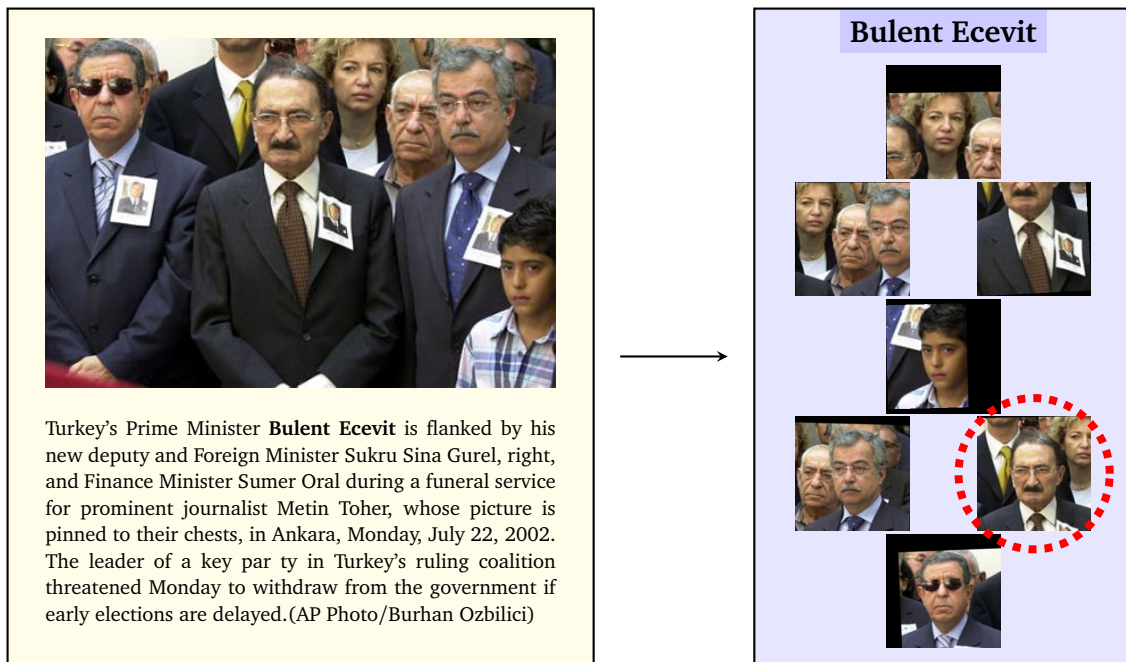 Bulent Ecevit
Turkey's Prime Minister Bulent Ecevit is flanked by his
new deputy and Foreign Minister Sukru Sina Gurel, right,
and Finance Minister Sumer Oral during a funeral service
for prominent journalist Metin Toher, whose picture is
pinned to their chests, in Ankara, Monday, July 22, 2002.
The leader of a key par ty in Turkey's ruling coalition
threatened Monday to withdraw from the government if
early elections are delayed.(AP Photo/Burhan Ozbilici)